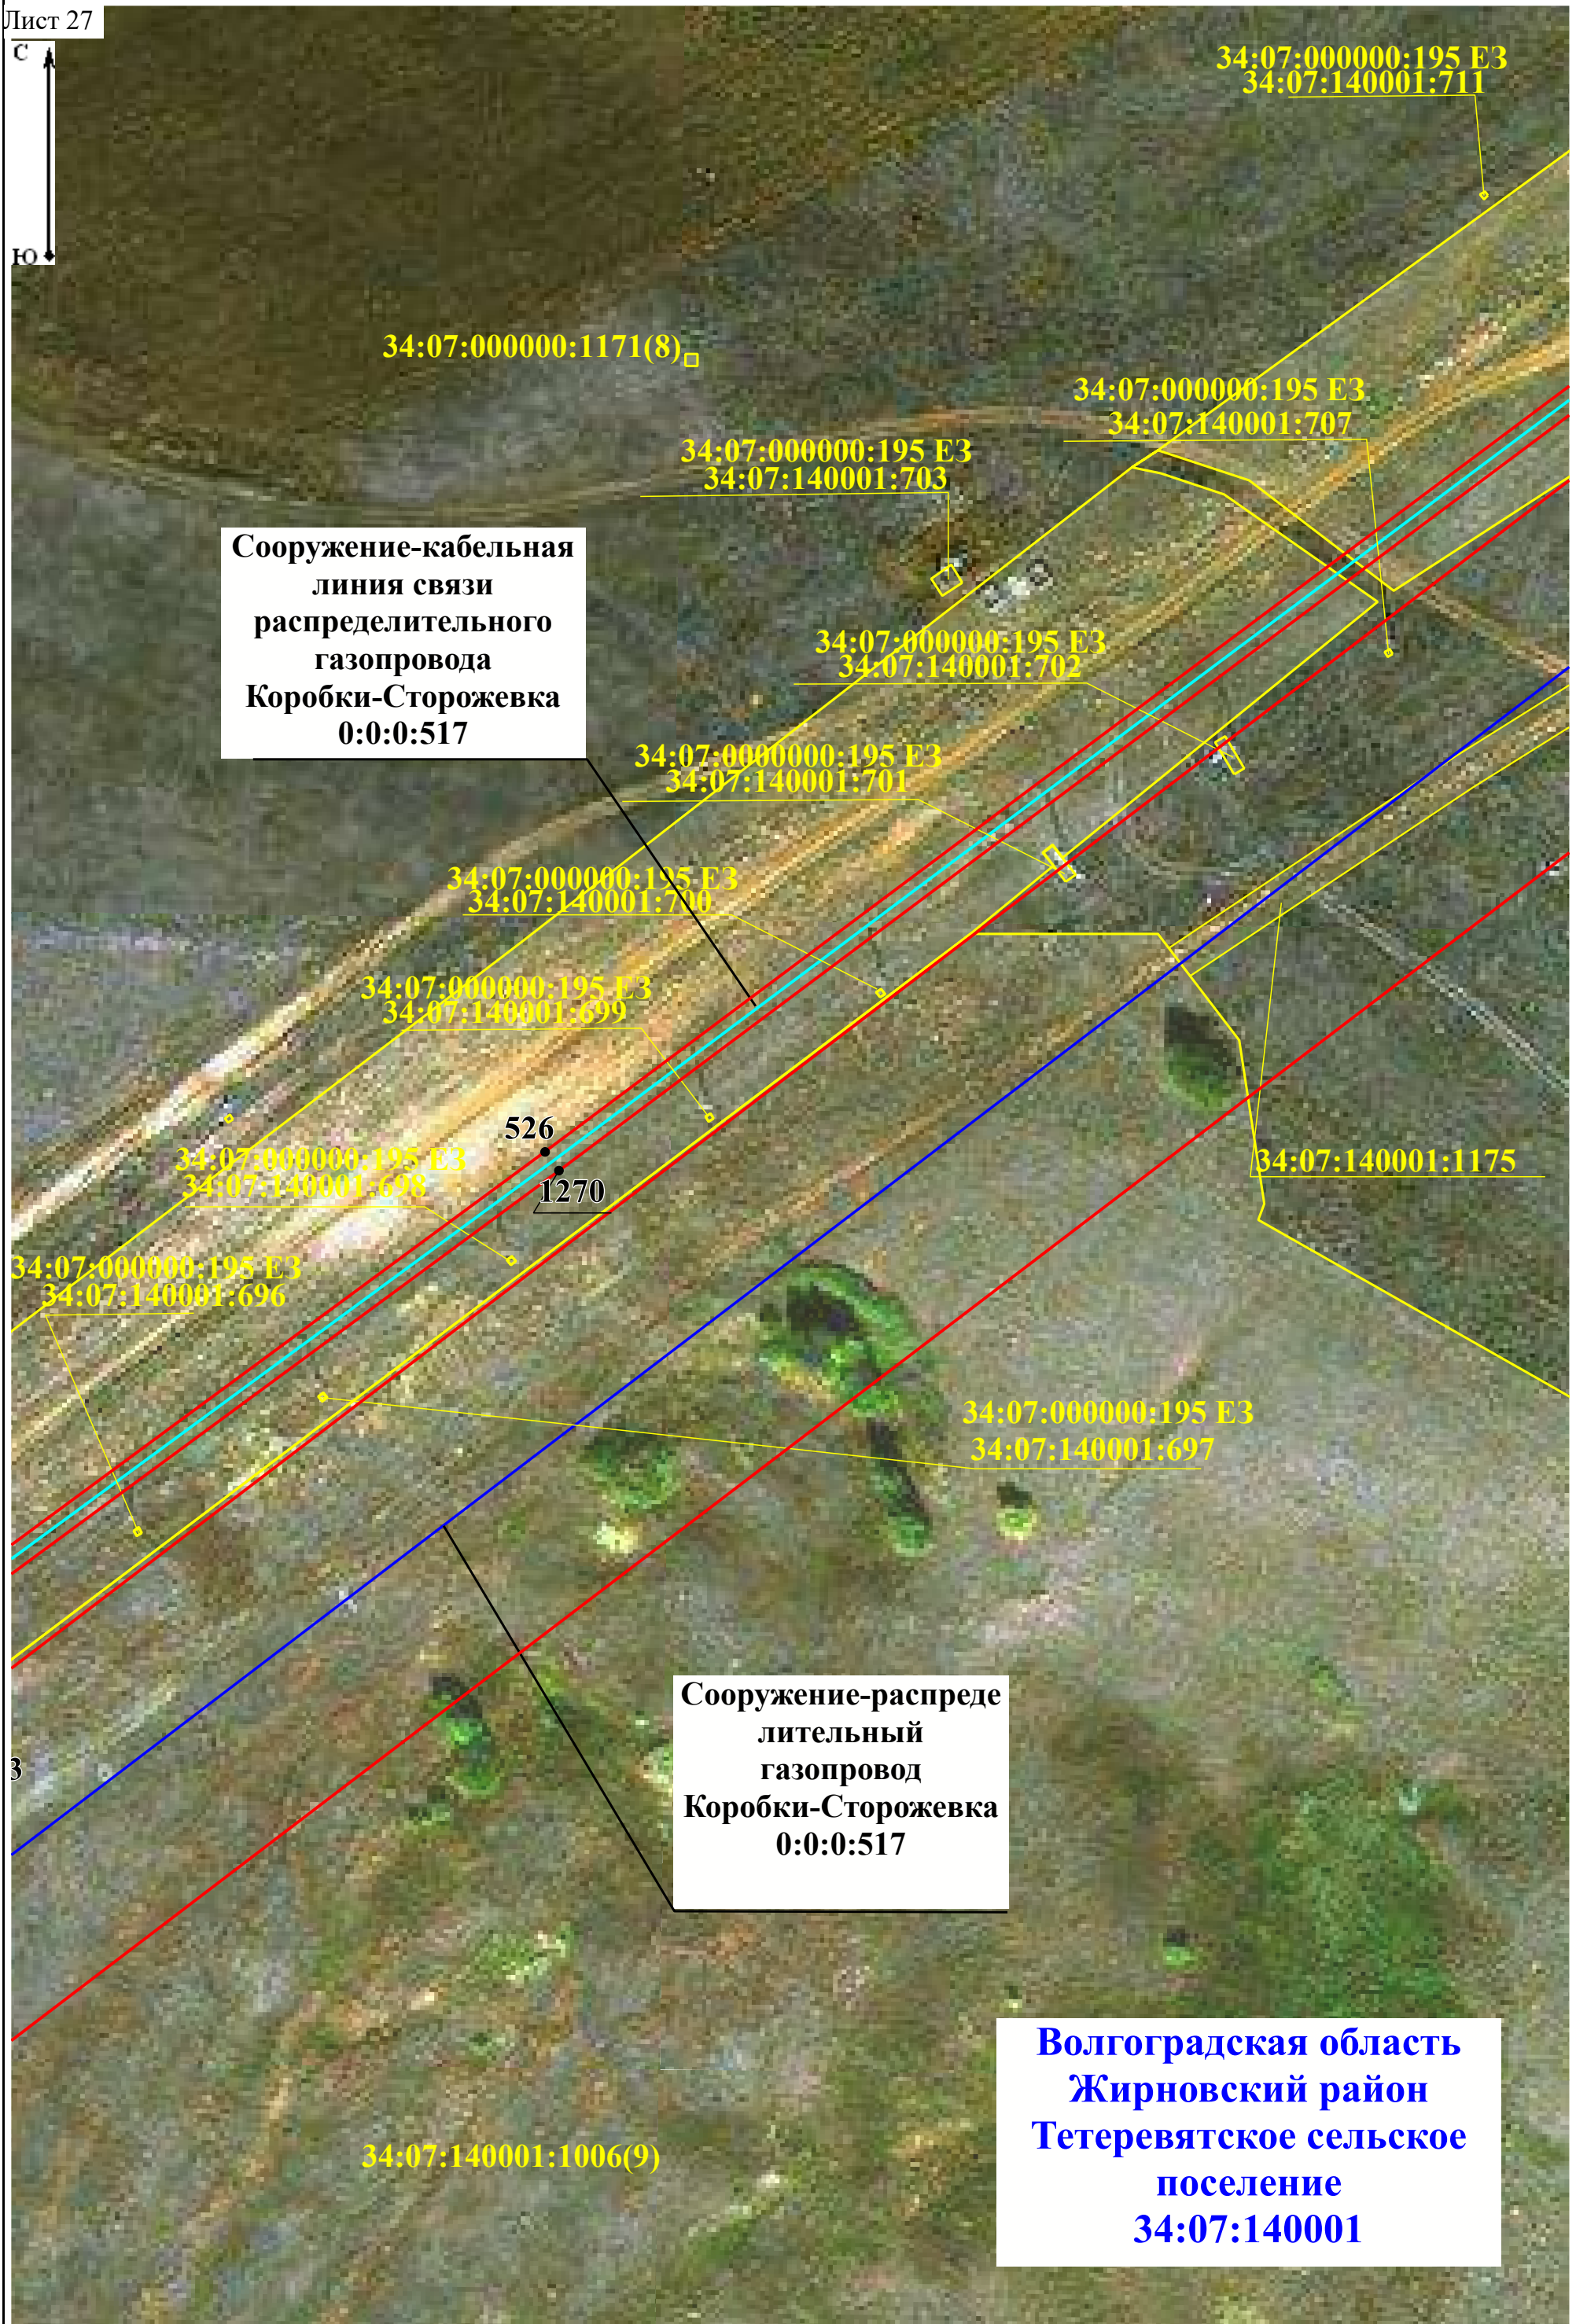 Лист 27
С
Ю
34:07:000000:195 ЕЗ
34:07:140001:711
34:07:000000:1171(8)
34:07:000000:195 ЕЗ
34:07:140001:707
34:07:000000:195 ЕЗ
34:07:140001:703
Сооружение-кабельная
линия связи
распределительного
газопровода
Коробки-Сторожевка
0:0:0:517
34:07:000000:195 ЕЗ
34:07:140001:702
34:07:0000000:195 ЕЗ
34:07:140001:701
34:07:000000:195 ЕЗ
34:07:140001:700
34:07:000000:195 ЕЗ
34:07:140001:699
526
34:07:000000:195 ЕЗ
34:07:140001:698
1270
34:07:140001:1175
34:07:000000:195 ЕЗ
34:07:140001:696
34:07:000000:195 ЕЗ
34:07:140001:697
Сооружение-распреде
лительный
газопровод
Коробки-Сторожевка
0:0:0:517
3
Волгоградская область
Жирновский район
Тетеревятское сельское
поселение
34:07:140001
34:07:140001:1006(9)